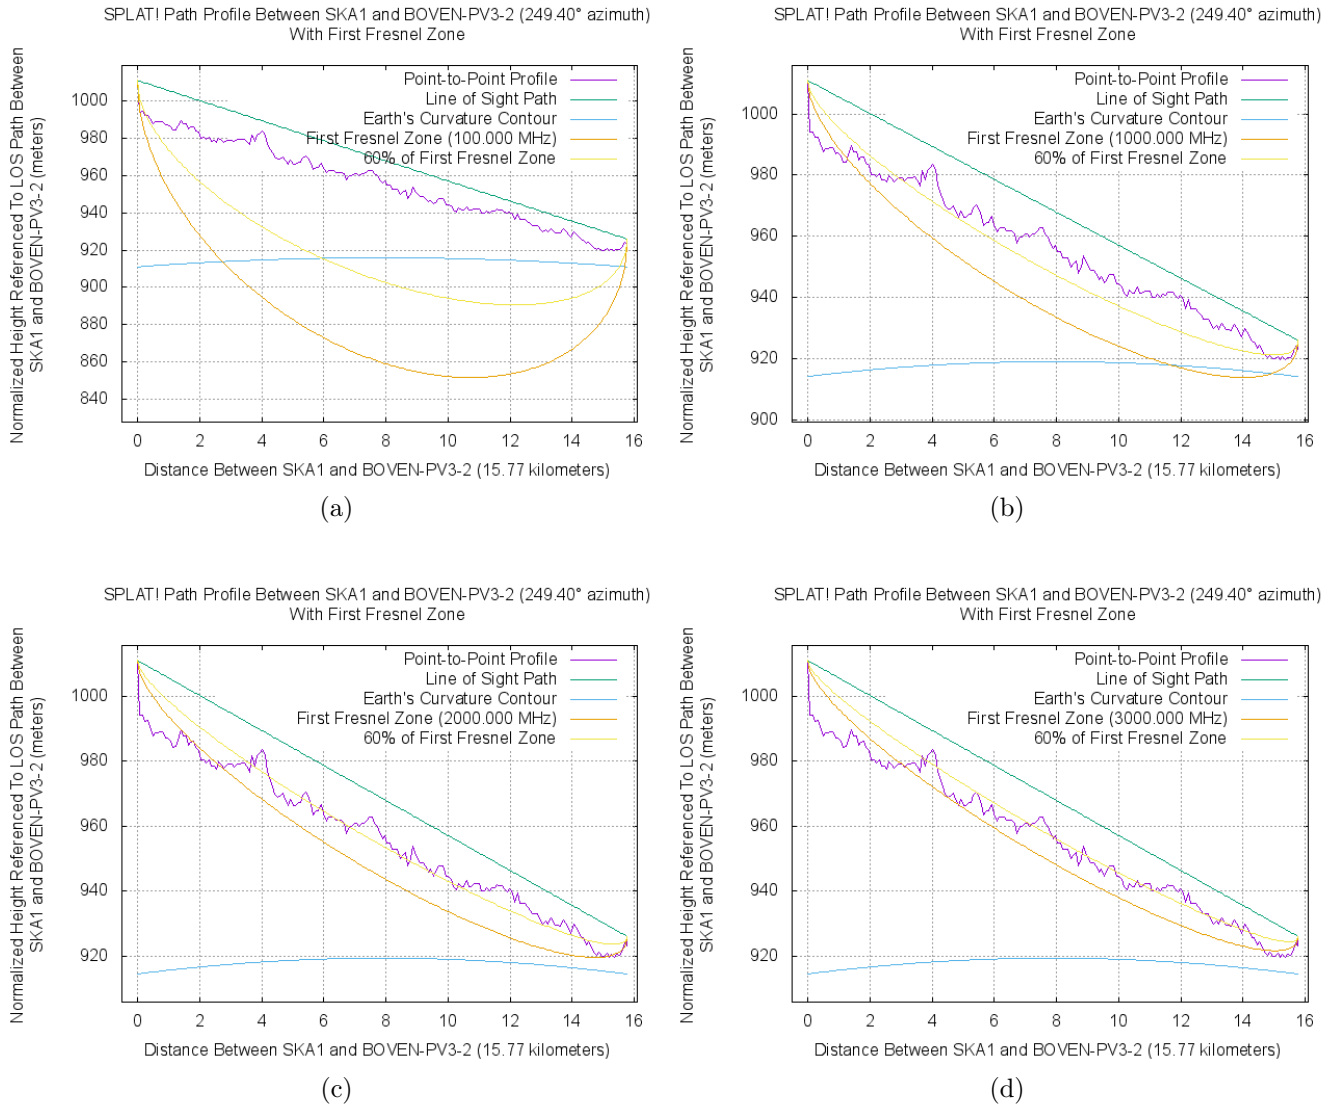 SPLAT! Path Profile Between SKA1 and BOVEN-PV3-2 (249.40° azimuth)
With First Fresnel Zone
Normalized Height Referenced To LOS Path Between
SKA1 and BOVEN-PV3-2 (meters)
Point-to-Point Profile
Line of Sight Path
Earth's Curvature Contour
First Fresnel Zone (100.000 MHz)
60% of First Fresnel Zone
1000
980
960
940
920
900
880
860
840
0 2 4 6 8 10 12 14 16
Distance Between SKA1 and BOVEN-PV3-2 (15.77 kilometers)
(a)
SPLAT! Path Profile Between SKA1 and BOVEN-PV3-2 (249.40° azimuth)
With First Fresnel Zone
Normalized Height Referenced To LOS Path Between
SKA1 and BOVEN-PV3-2 (meters)
Point-to-Point Profile
Line of Sight Path
Earth's Curvature Contour
First Fresnel Zone (1000.000 MHz)
60% of First Fresnel Zone
1000
980
960
940
920
900
0 2 4 6 8 10 12 14 16
Distance Between SKA1 and BOVEN-PV3-2 (15.77 kilometers)
(b)
SPLAT! Path Profile Between SKA1 and BOVEN-PV3-2 (249.40° azimuth)
With First Fresnel Zone
Normalized Height Referenced To LOS Path Between
SKA1 and BOVEN-PV3-2 (meters)
Point-to-Point Profile
Line of Sight Path
Earth's Curvature Contour
First Fresnel Zone (2000.000 MHz)
60% of First Fresnel Zone
1000
980
960
940
920
0 2 4 6 8 10 12 14 16
Distance Between SKA1 and BOVEN-PV3-2 (15.77 kilometers)
(c)
SPLAT! Path Profile Between SKA1 and BOVEN-PV3-2 (249.40° azimuth)
With First Fresnel Zone
Normalized Height Referenced To LOS Path Between
SKA1 and BOVEN-PV3-2 (meters)
Point-to-Point Profile
Line of Sight Path
Earth's Curvature Contour
First Fresnel Zone (3000.000 MHz)
60% of First Fresnel Zone
1000
980
960
940
920
0 2 4 6 8 10 12 14 16
Distance Between SKA1 and BOVEN-PV3-2 (15.77 kilometers)
(d)